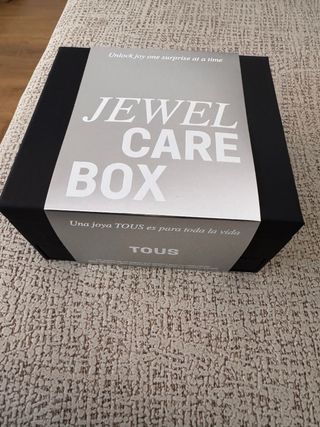 Unlock joy one surprise at a time
JEWEL
CARE
BOX
Una joya TOUS es para toda la vida
TOUS